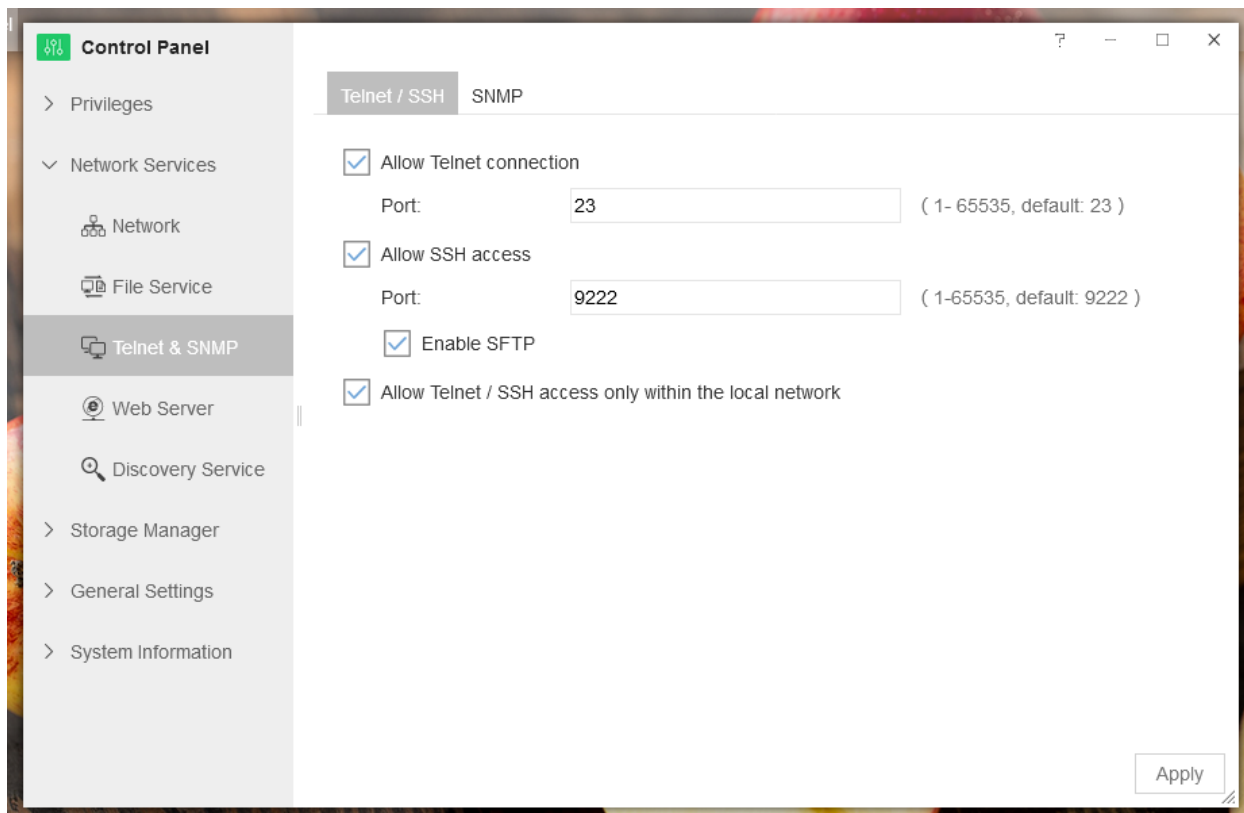 Control Panel
Privileges
Network Services
Network
File Service
Telnet & SNMP
Web Server
Discovery Service
Storage Manager
General Settings
System Information
Telnet / SSH SNMP
Allow Telnet connection
Port: 23 ( 1- 65535, default: 23 )
Allow SSH access
Port: 9222 ( 1-65535, default: 9222 )
Enable SFTP
Allow Telnet / SSH access only within the local network
Apply